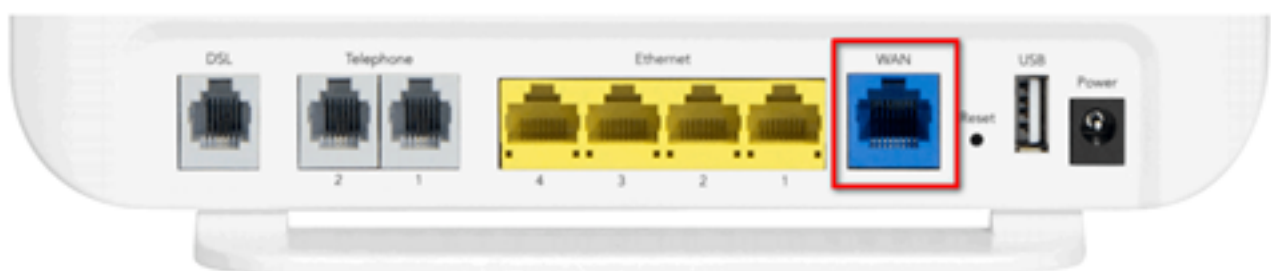 DSL
Telephone
Ethernet
WAN
USB
Power
Reset
2 1
4 3 2 1